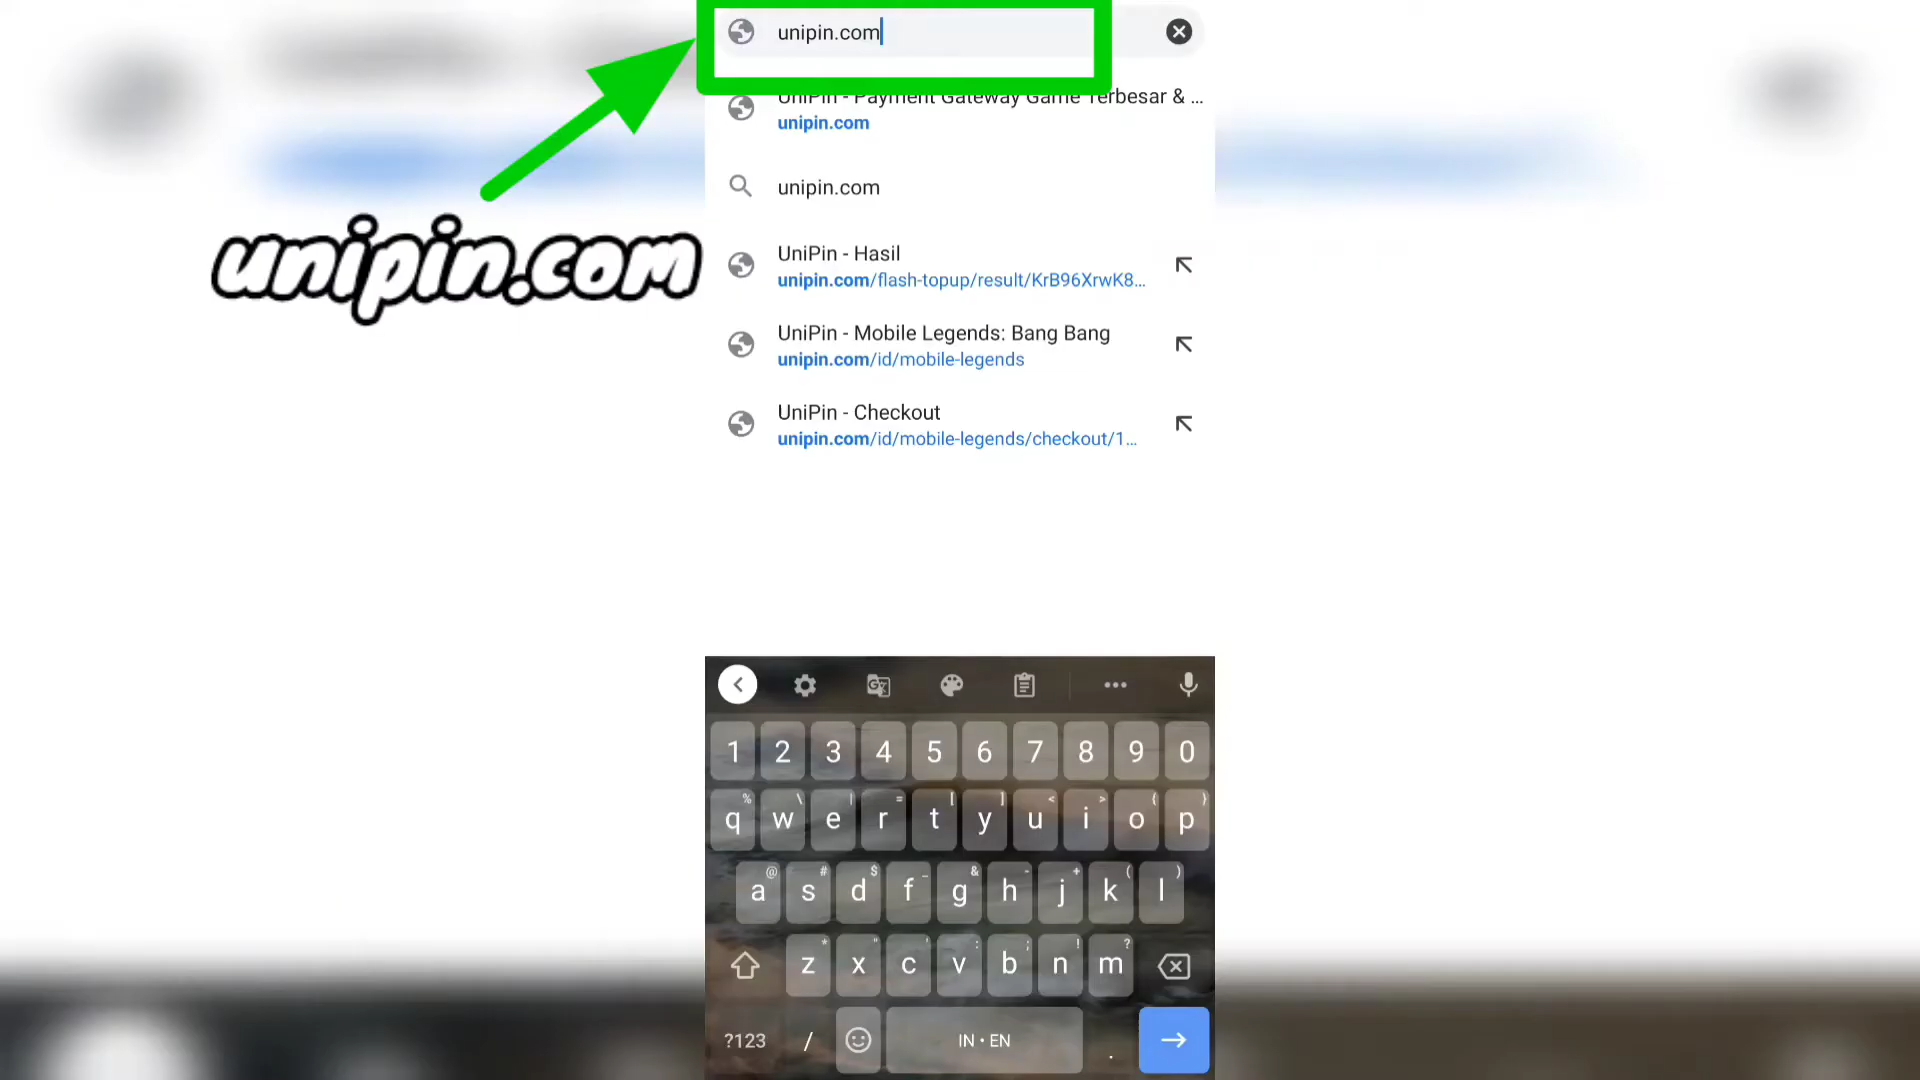 unipin.com
UniPin - Payment Gateway Game Terbesar & ...
unipin.com
unipin.com
unipin.com
UniPin - Hasil
unipin.com/flash-topup/result/KrB96XrwK8...
UniPin - Mobile Legends: Bang Bang
unipin.com/id/mobile-legends
UniPin - Checkout
unipin.com/id/mobile-legends/checkout/1...
1 2 3 4 5 6 7 8 9 0
% \ | = [ ] < > { }
q w e r t y u i o p
@ # $ _ & - + ( )
a s d f g h j k l
* " ' : ; ! ?
z x c v b n m
?123 / IN • EN .